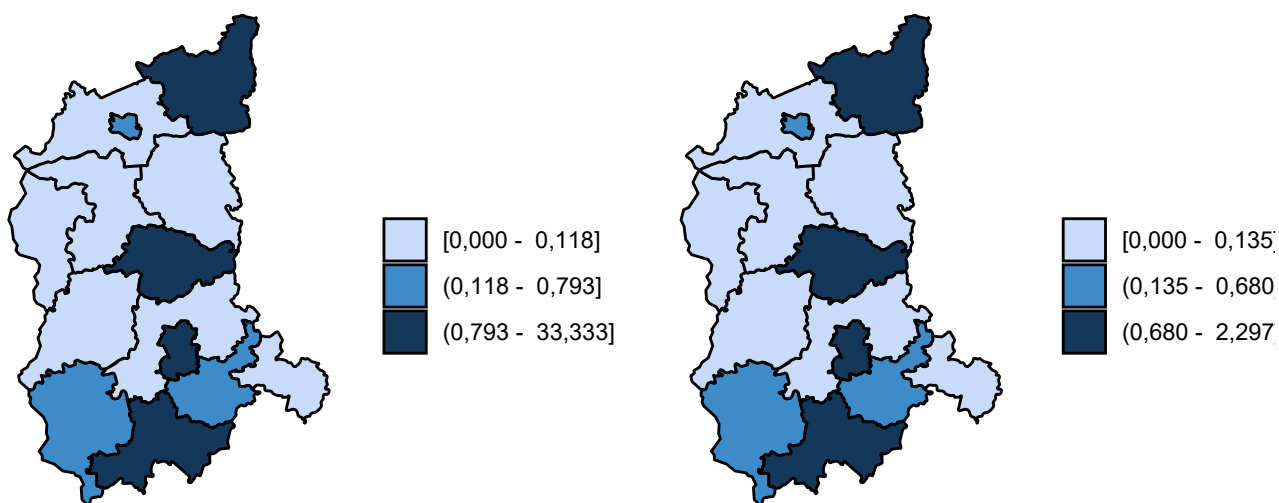 [0,000 - 0,118]
(0,118 - 0,793]
(0,793 - 33,333]
[0,000 - 0,135]
(0,135 - 0,680]
(0,680 - 2,297]